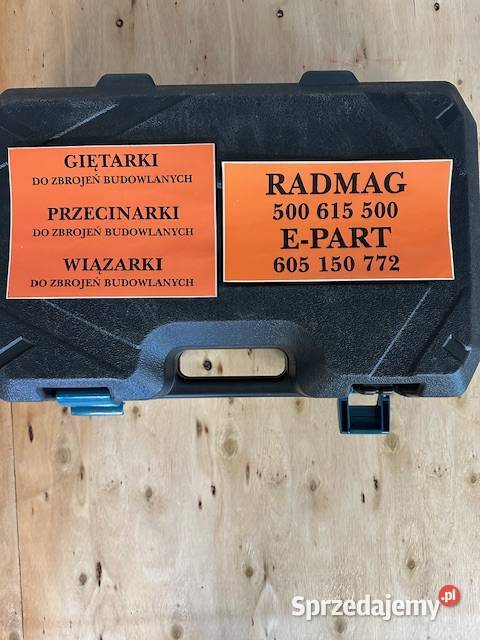 GIĘTARKI
DO ZBROJEŃ BUDOWLANYCH
PRZECINARKI
DO ZBROJEŃ BUDOWLANYCH
WIĄZARKI
DO ZBROJEŃ BUDOWLANYCH
RADMAG
500 615 500
E-PART
605 150 772
Sprzedajemy.pl